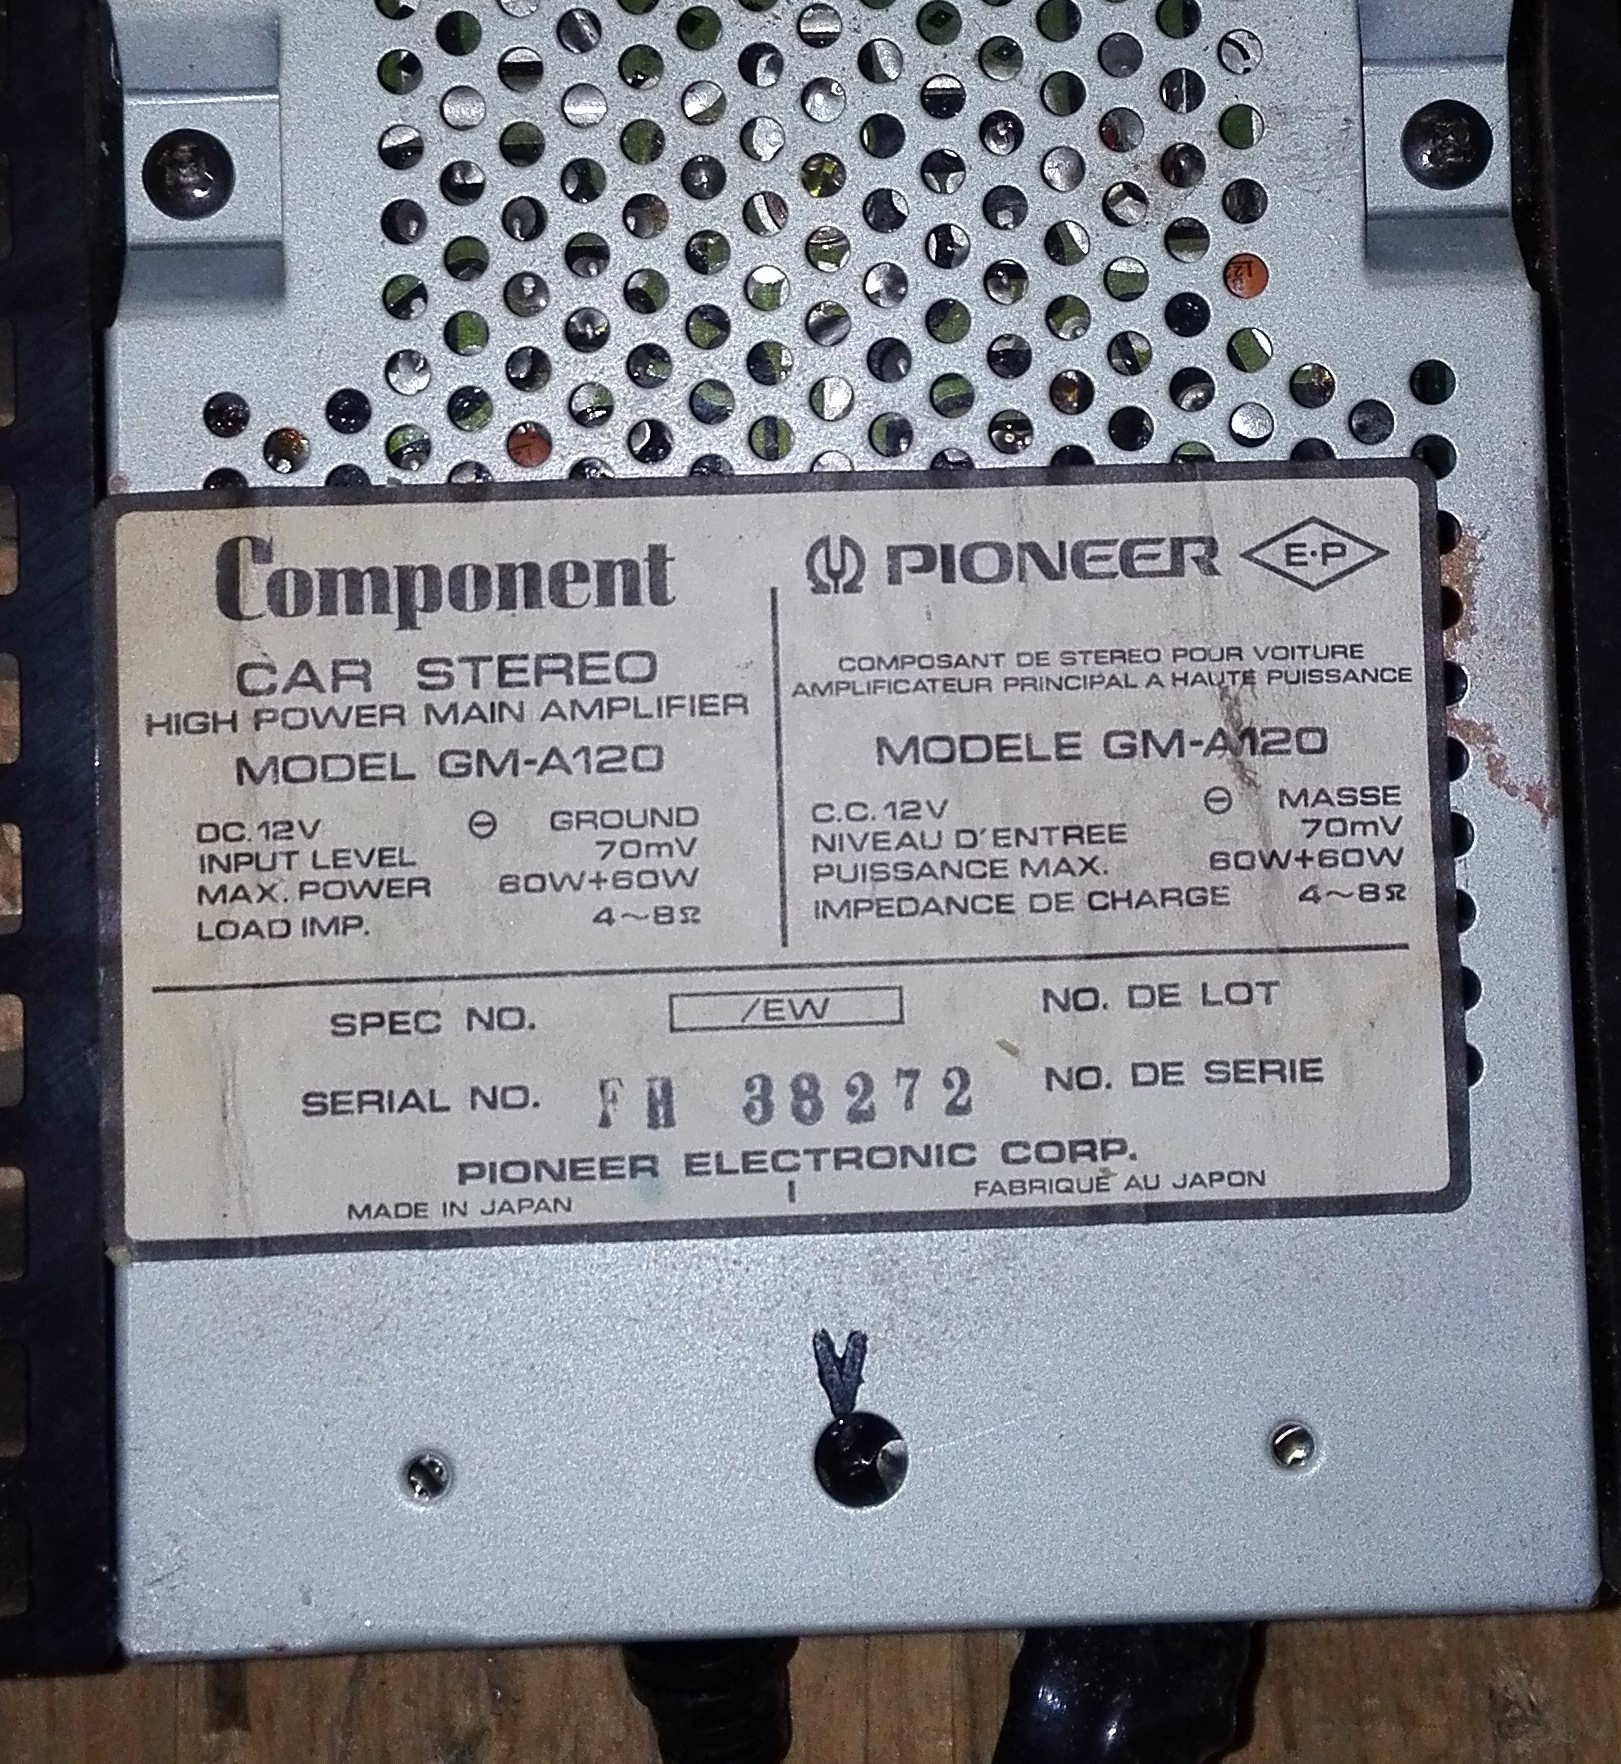 Component
CAR STEREO
HIGH POWER MAIN AMPLIFIER
MODEL GM-A120
DC.12V ⊖ GROUND
INPUT LEVEL 70mV
MAX. POWER 60W+60W
LOAD IMP. 4~8Ω
PIONEER E·P
COMPOSANT DE STEREO POUR VOITURE
AMPLIFICATEUR PRINCIPAL A HAUTE PUISSANCE
MODELE GM-A120
C.C.12V ⊖ MASSE
NIVEAU D'ENTREE 70mV
PUISSANCE MAX. 60W+60W
IMPEDANCE DE CHARGE 4~8Ω
SPEC NO. /EW NO. DE LOT
SERIAL NO. FH 38272 NO. DE SERIE
PIONEER ELECTRONIC CORP.
MADE IN JAPAN I FABRIQUE AU JAPON
V